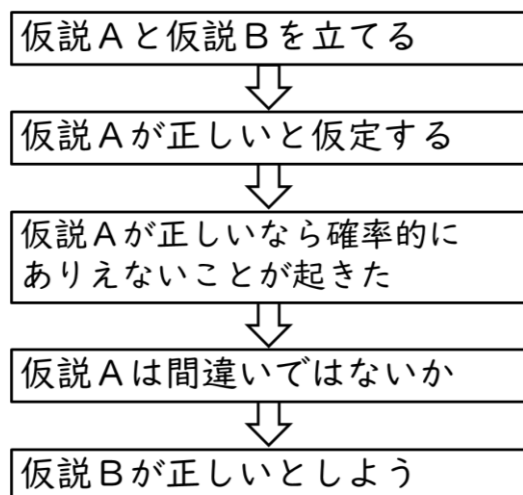 仮説Aと仮説Bを立てる
仮説Aが正しいと仮定する
仮説Aが正しいなら確率的に
ありえないことが起きた
仮説Aは間違いではないか
仮説Bが正しいとしよう